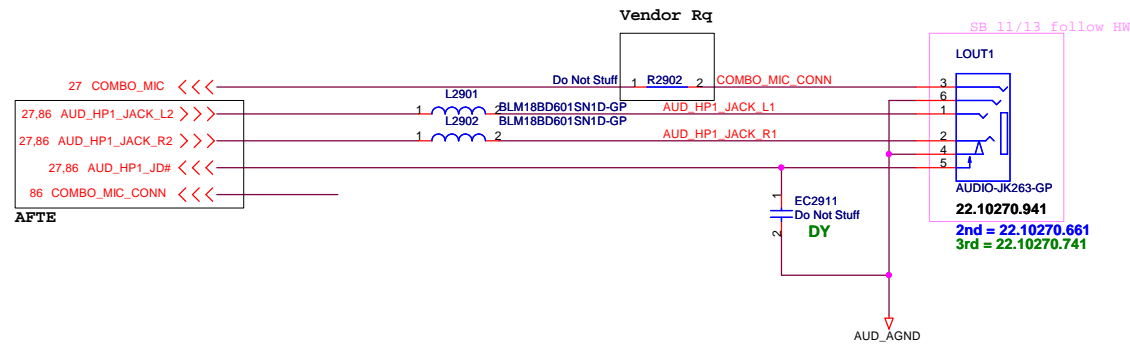 Vendor Rq
SB 11/13 follow HW
LOUT1
27 COMBO_MIC
Do Not Stuff
1 R2902 2
COMBO_MIC_CONN
3
6
L2901
27,86 AUD_HP1_JACK_L2
1 2
BLM18BD601SN1D-GP
AUD_HP1_JACK_L1
1
L2902
BLM18BD601SN1D-GP
27,86 AUD_HP1_JACK_R2
1 2
AUD_HP1_JACK_R1
2
4
27,86 AUD_HP1_JD#
5
86 COMBO_MIC_CONN
AFTE
AUDIO-JK263-GP
22.10270.941
2nd = 22.10270.661
3rd = 22.10270.741
1
EC2911
Do Not Stuff
DY
2
AUD_AGND